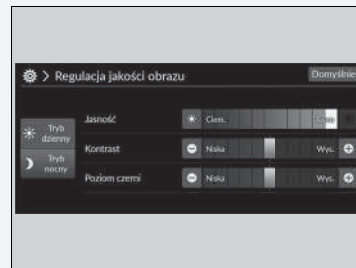 > Regulacja jakości obrazu
Domyślnie
Jasność
Ciem.
Tryb
dzienny
Kontrast
Niska
Wys.
Tryb
nocny
Poziom czerni
Niska
Wys.